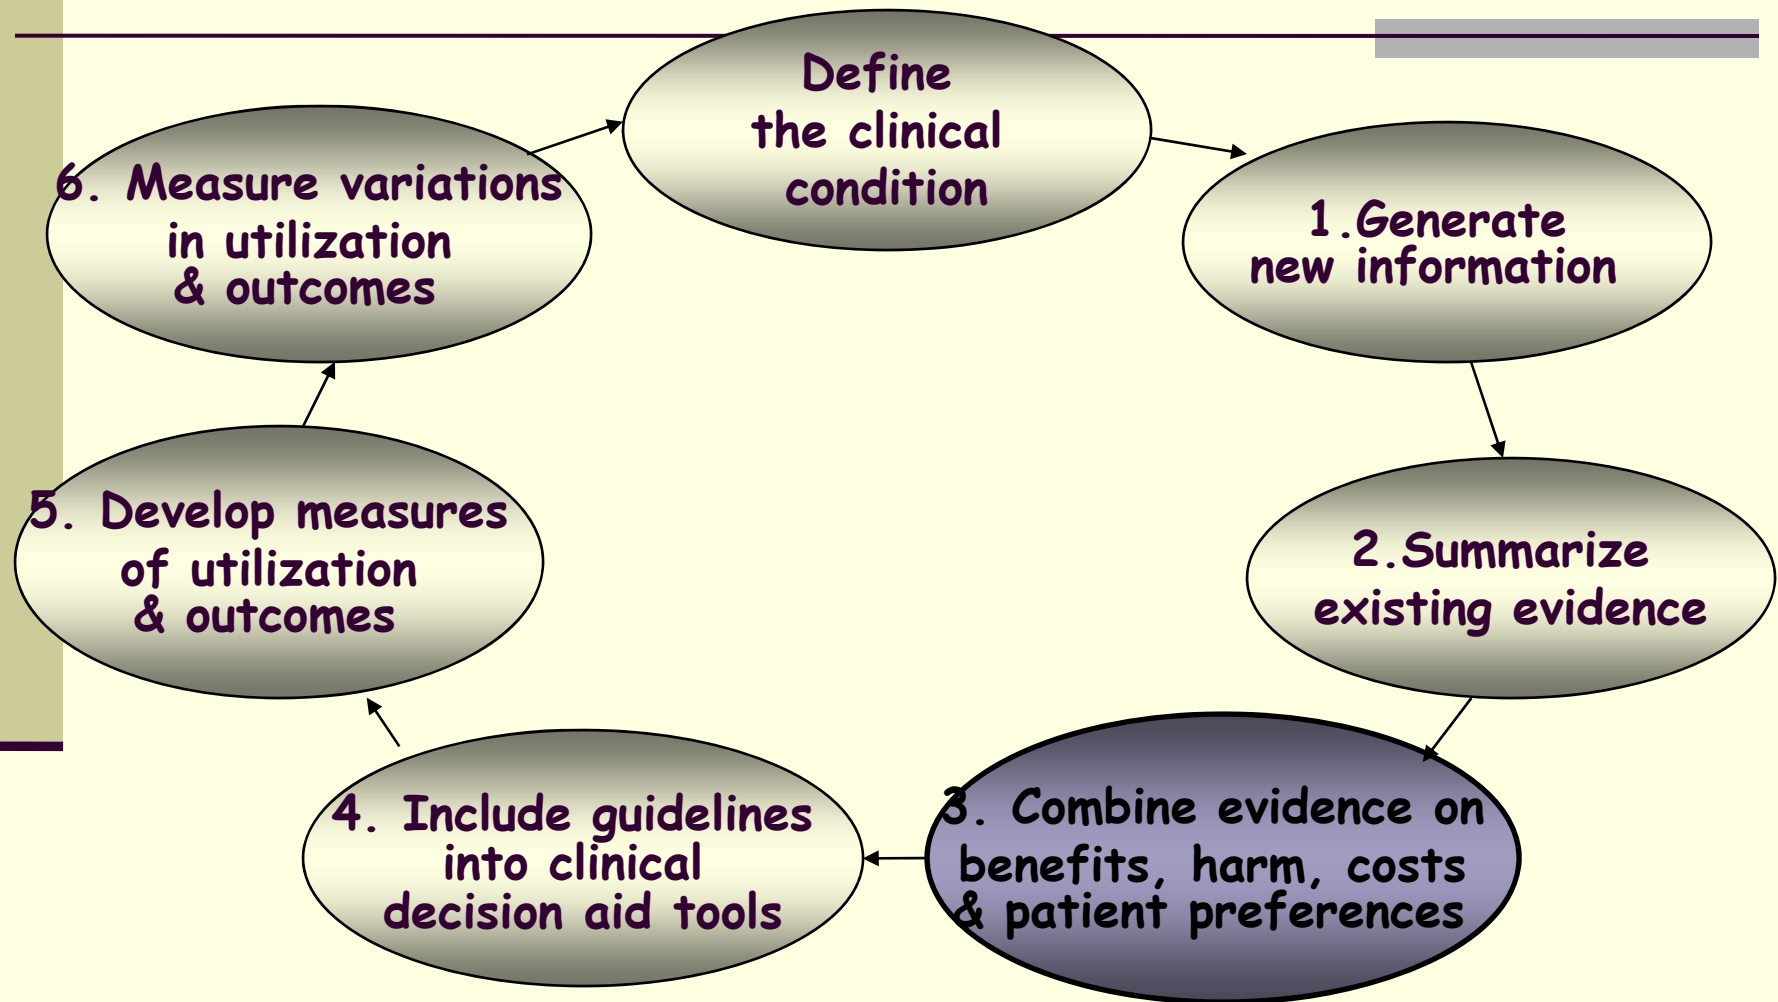 Define
the clinical
condition
1.Generate
new information
2.Summarize
existing evidence
3. Combine evidence on
benefits, harm, costs
& patient preferences
4. Include guidelines
into clinical
decision aid tools
5. Develop measures
of utilization
& outcomes
6. Measure variations
in utilization
& outcomes